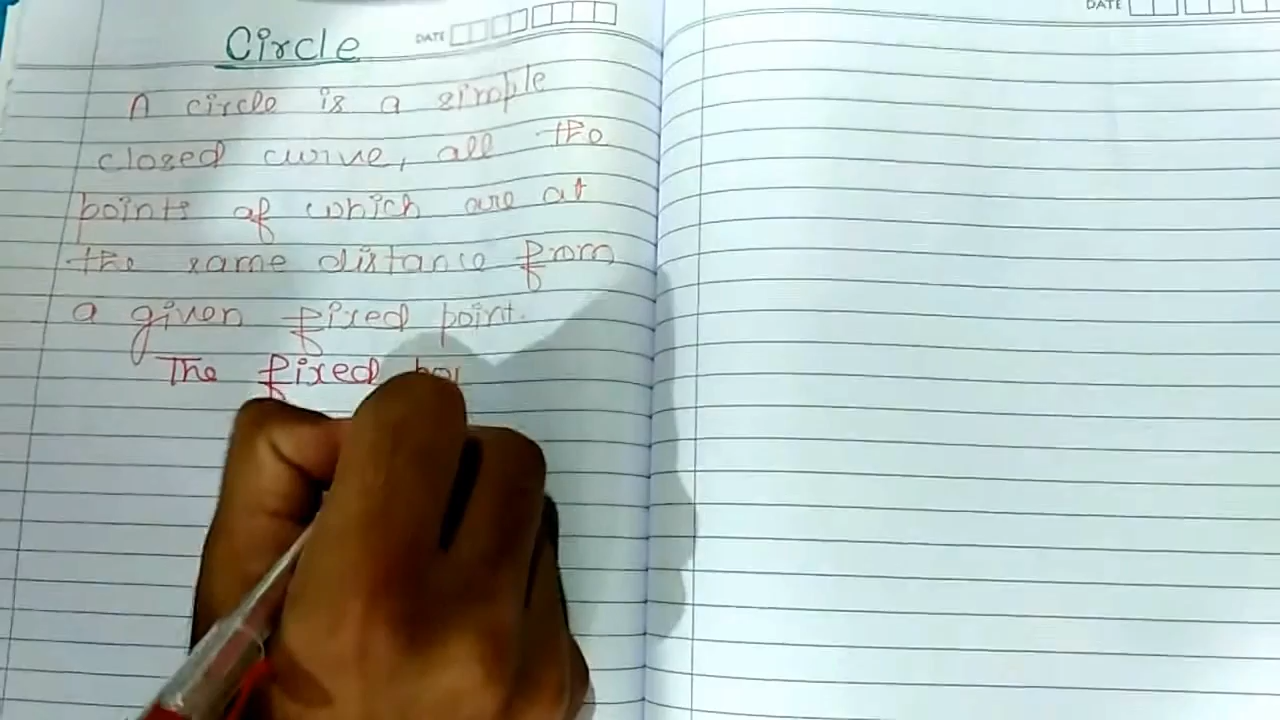 Circle
DATE
DATE
A circle is a simple
closed curve, all the
points of which are at
the same distance from
a given fixed point.
The fixed poi